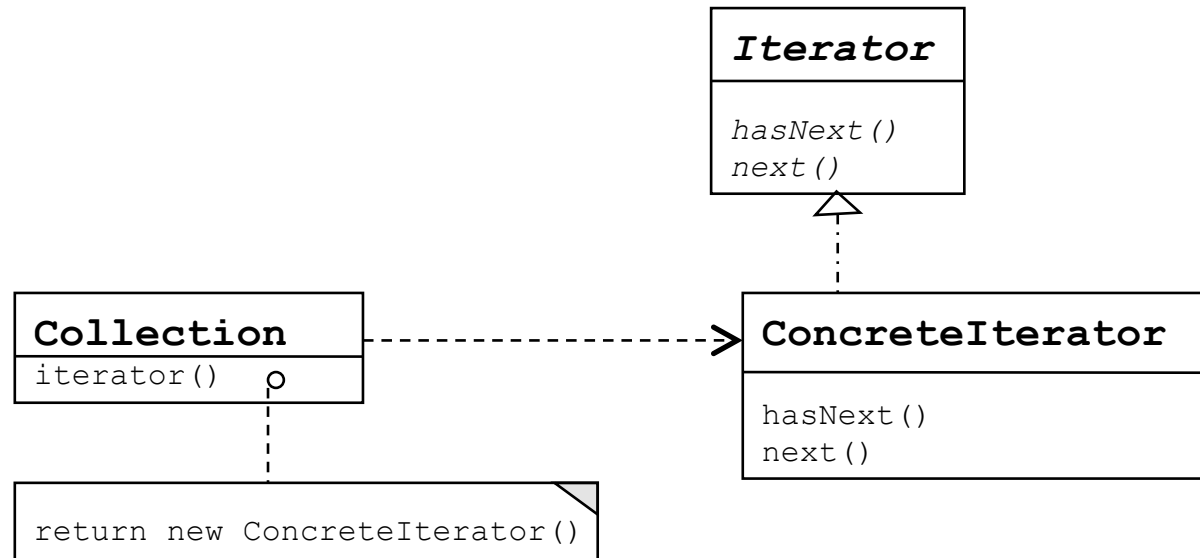 Iterator
hasNext()
next()
Collection
iterator()
ConcreteIterator
hasNext()
next()
return new ConcreteIterator()